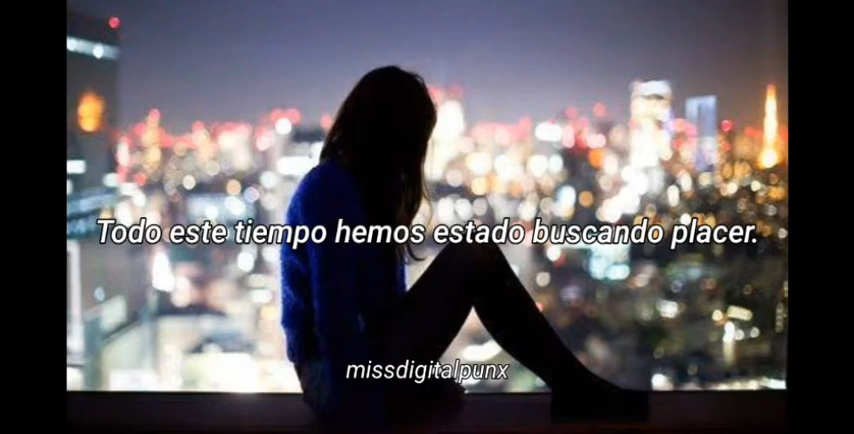 Todo este tiempo hemos estado buscando placer.
missdigitalpunx